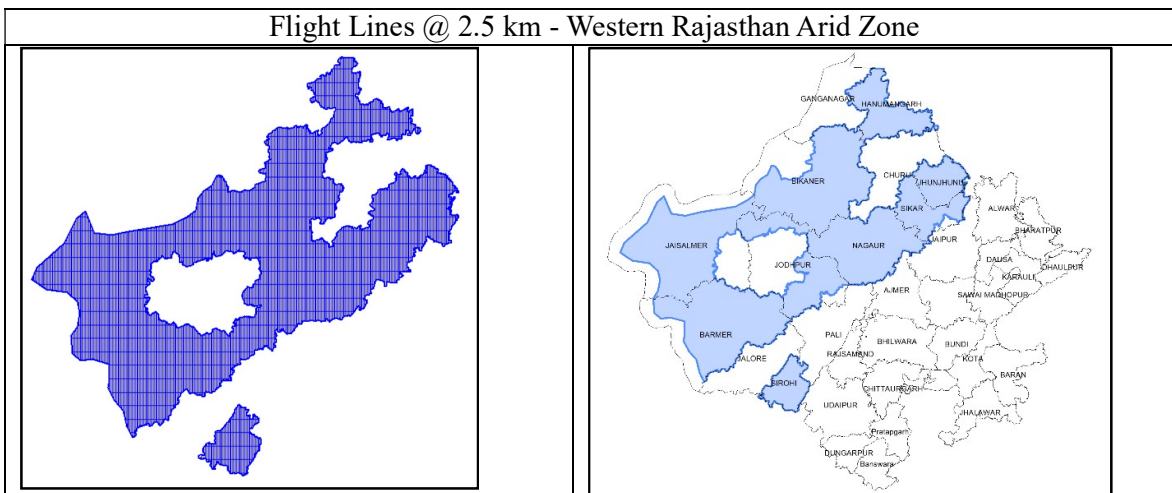 Flight Lines @ 2.5 km - Western Rajasthan Arid Zone
GANGANAGAR
HANUMANGARH
BIKANER
CHURU
JHUNJHUNU
SIKAR
ALWAR
JAISALMER
NAGAUR
JAIPUR
BHARATPUR
JODHPUR
DAUSA
DHAULPUR
KARAULI
AJMER
SAWAI MADHOPUR
BARMER
PALI
BHILWARA
BUNDI
JALORE
RAJSAMAND
KOTA
SIROHI
CHITTAURGARH
BARAN
UDAIPUR
JHALAWAR
Pratapgarh
DUNGARPUR
Banswara